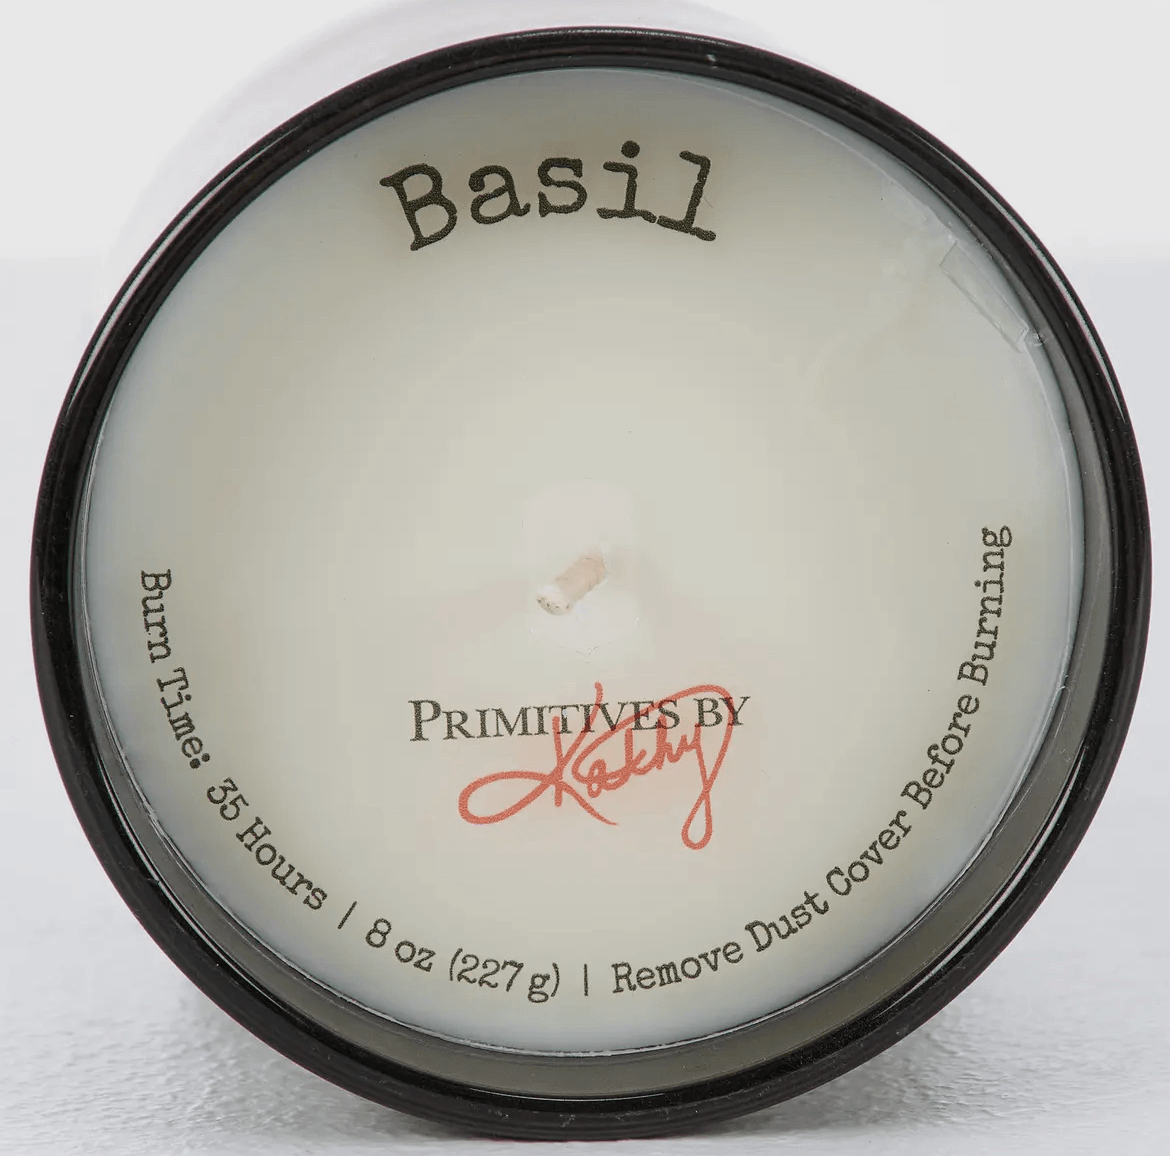 Basil
PRIMITIVES BY
Kathy
Burn Time: 35 Hours | 8 oz (227 g) | Remove Dust Cover Before Burning